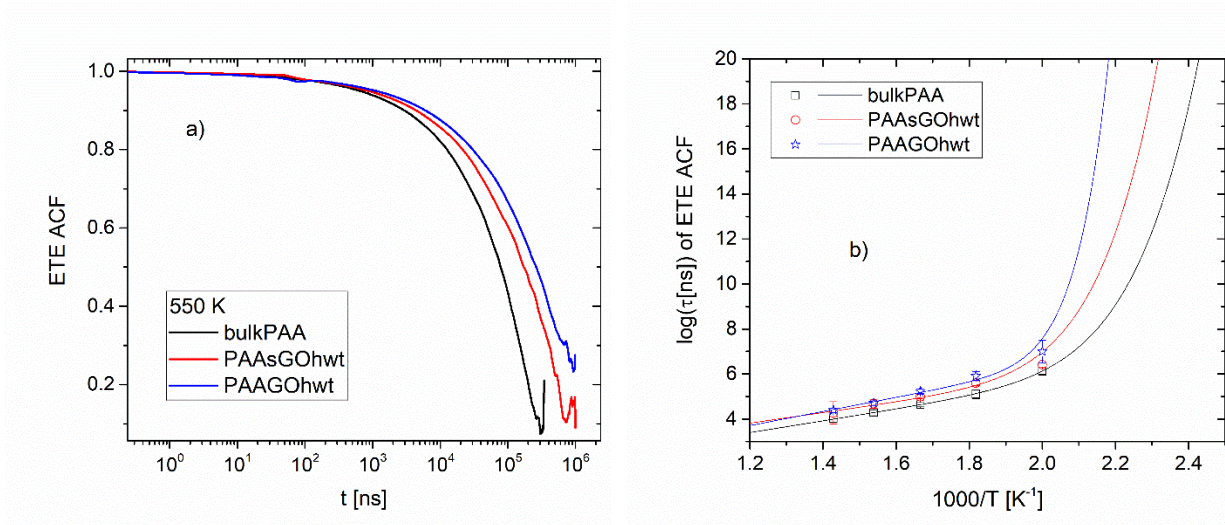 1.0
0.8
0.6
0.4
0.2
ETE ACF
a)
550 K
bulkPAA
PAAsGOhwt
PAAGOhwt
10⁰ 10¹ 10² 10³ 10⁴ 10⁵ 10⁶
t [ns]
20
18
16
14
12
10
8
6
4
log(τ[ns]) of ETE ACF
bulkPAA
PAAsGOhwt
PAAGOhwt
b)
1.2 1.4 1.6 1.8 2.0 2.2 2.4
1000/T [K⁻¹]